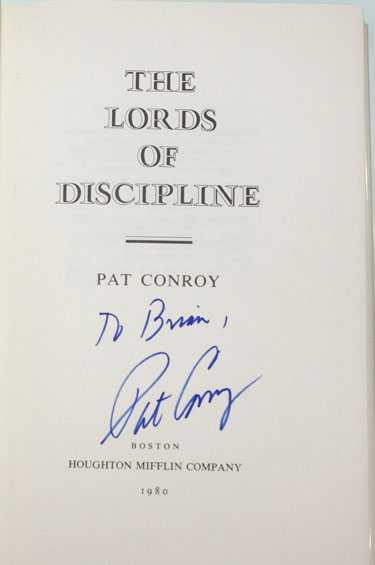 THE
LORDS
OF
DISCIPLINE
PAT CONROY
To Brian,
Pat Conroy
BOSTON
HOUGHTON MIFFLIN COMPANY
1980